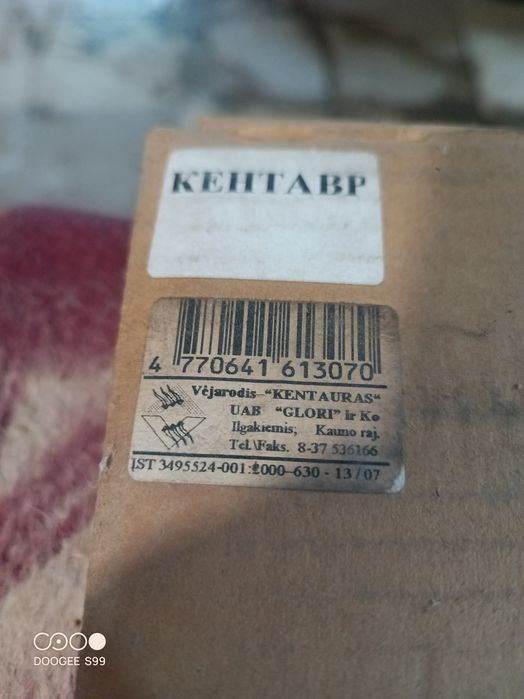 КЕНТАВР
4 770641 613070
Vėjarodis "KENTAURAS"
UAB "GLORI" ir Ko
Ilgakiemis, Kauno raj.
Tel.\Faks. 8-37 536166
IST 3495524-001:2000-630 - 13 / 07
DOOGEE S99